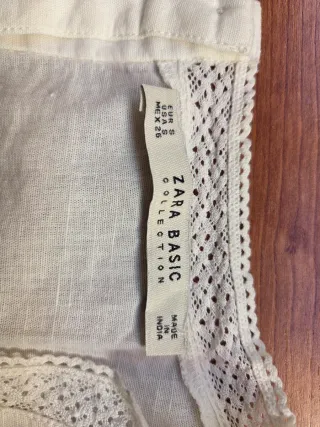 EUR S
USA S
MEX 26
ZARA BASIC
COLLECTION
MADE
IN
INDIA